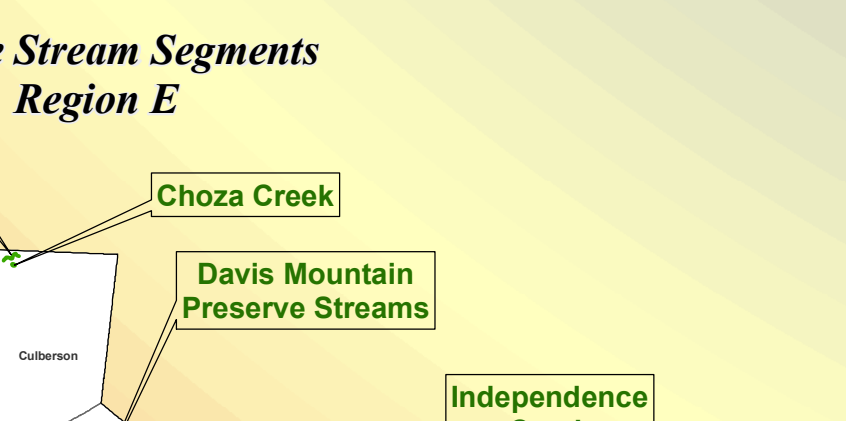 Stream Segments
Region E
Choza Creek
Davis Mountain
Preserve Streams
Culberson
Independence